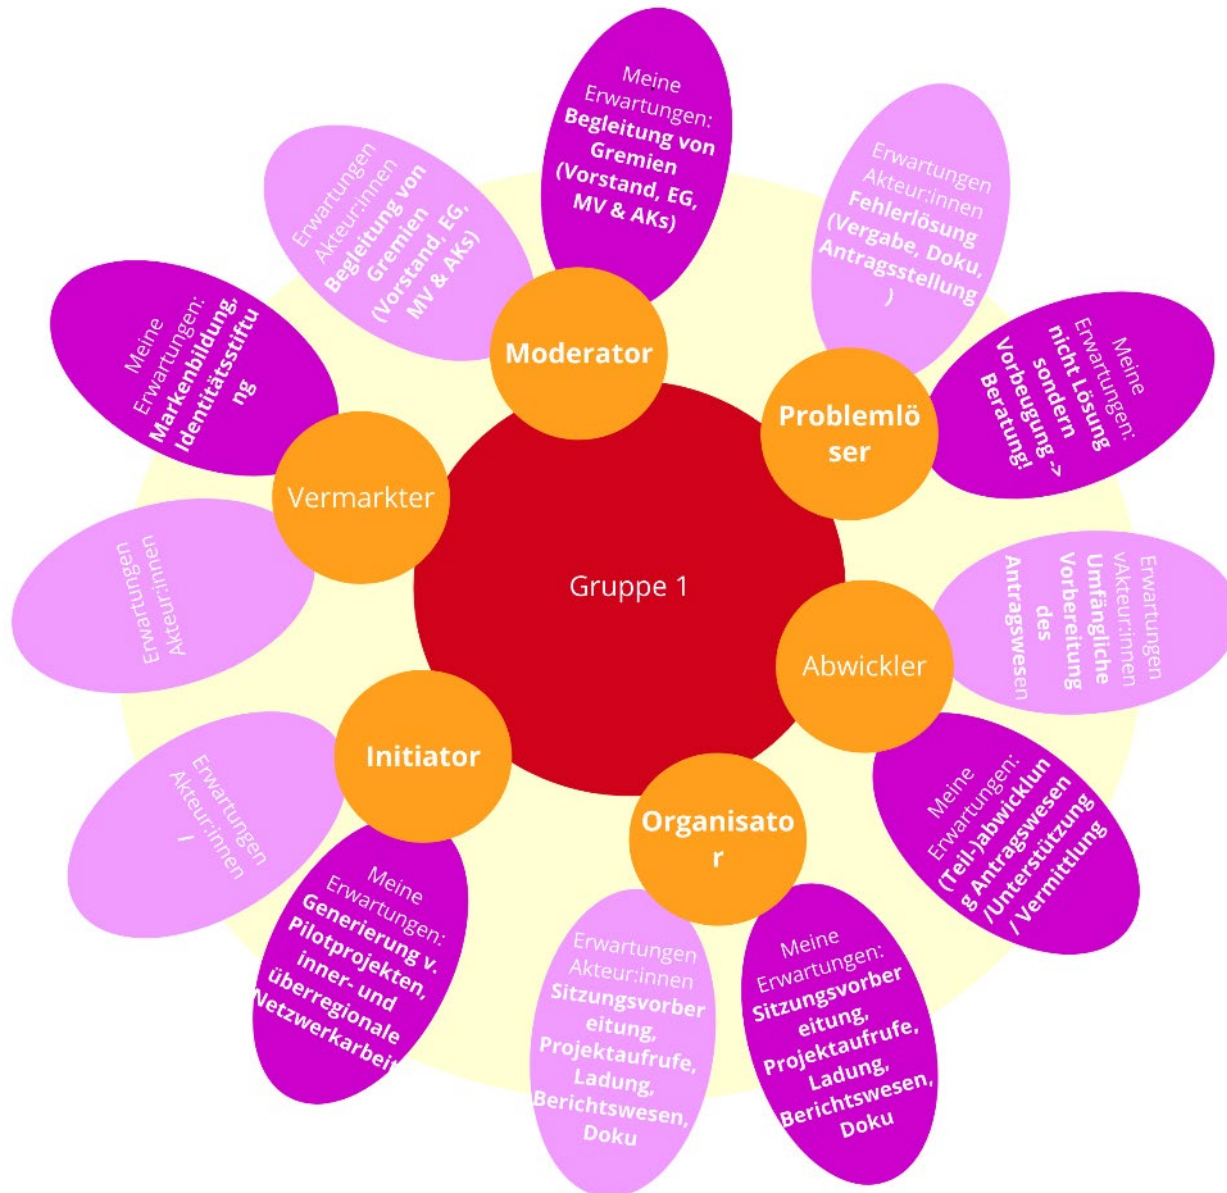 Meine
Erwartungen:
Begleitung von
Gremien
(Vorstand, EG,
MV & AKs)
Erwartungen
Akteur:innen
Fehlerlösung
(Vergabe, Doku,
Antragsstellung
)
Erwartungen
Akteur:innen
Begleitung von
Gremien
(Vorstand, EG,
MV & AKs)
Meine
Erwartungen:
Markenbildung,
Identitätsstiftu
ng
Moderator
Problemlö
ser
Meine
Erwartungen:
nicht Lösung
sondern
Vorbeugung ->
Beratung!
Vermarkter
Gruppe 1
Erwartungen
Akteur:innen
Erwartungen
vAkteur:innen
Umfängliche
Vorbereitung
des
Antragswesen
Abwickler
Initiator
Organisato
r
Meine
Erwartungen:
(Teil-)abwicklun
g Antragswesen
/Unterstützung
/ Vermittlung
Erwartungen
Akteur:innen
/
Meine
Erwartungen:
Generierung v.
Pilotprojekten,
inner- und
überregionale
Netzwerkarbeit
Erwartungen
Akteur:innen
Sitzungsvorber
eitung,
Projektaufrufe,
Ladung,
Berichtswesen,
Doku
Meine
Erwartungen:
Sitzungsvorber
eitung,
Projektaufrufe,
Ladung,
Berichtswesen,
Doku